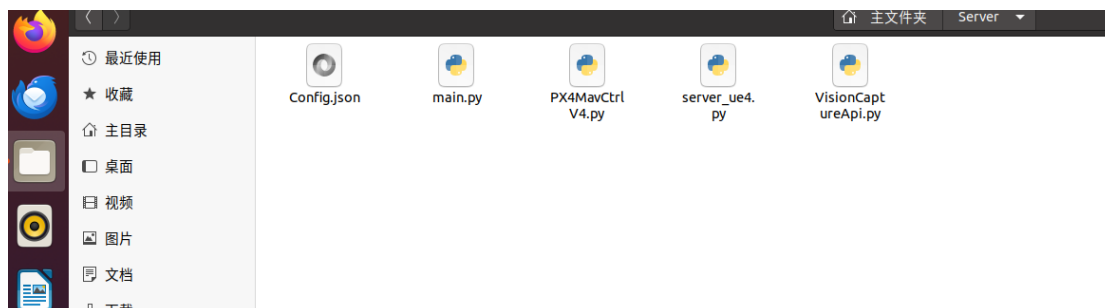 主文件夹
Server
最近使用
收藏
主目录
桌面
视频
图片
文档
Config.json
main.py
PX4MavCtrl
V4.py
server_ue4.
py
VisionCapt
ureApi.py